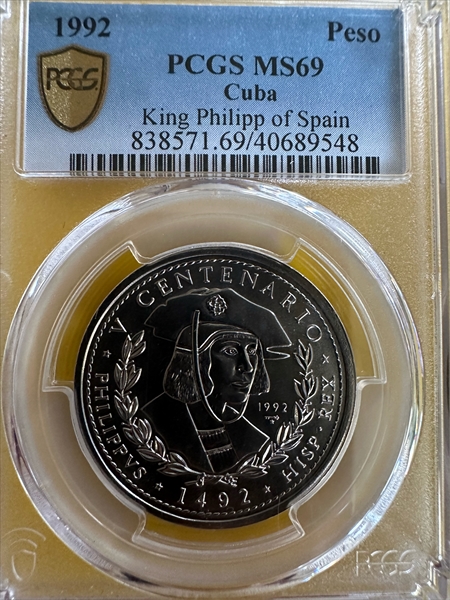 1992 Peso
PCGS
PCGS MS69
Cuba
King Philipp of Spain
838571.69/40689548
V CENTENARIO
PHILIPPVS
1992
HISP · REX
1492
PCGS